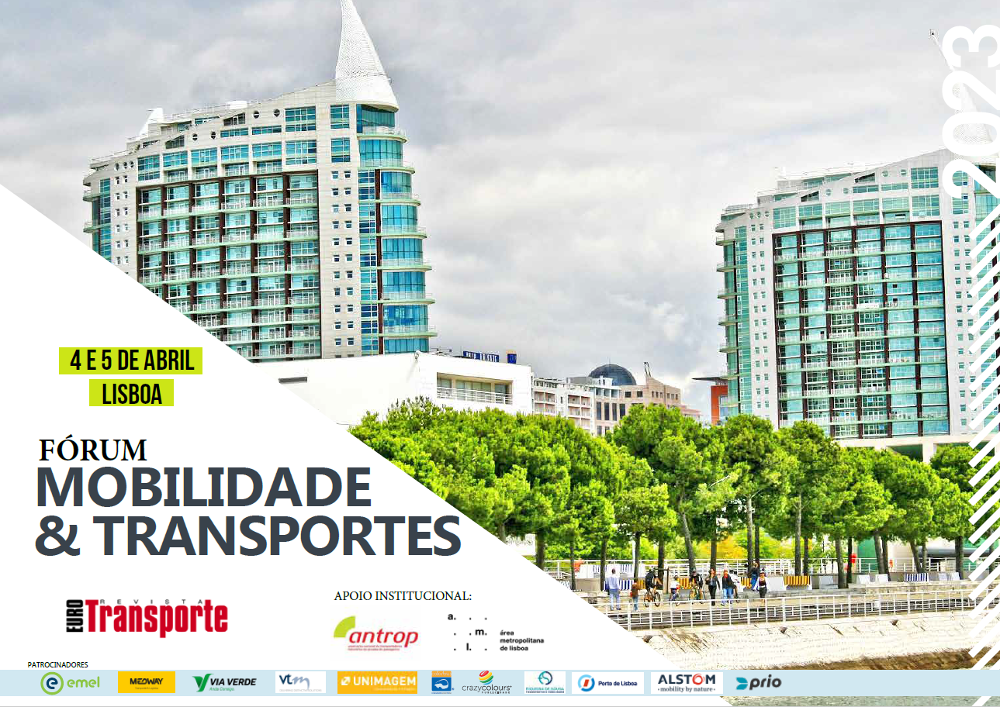 2023
4 E 5 DE ABRIL
LISBOA
FÓRUM
MOBILIDADE
& TRANSPORTES
EURO
REVISTA
Transporte
APOIO INSTITUCIONAL:
antrop
a.
.m.
l.
área
metropolitana
de lisboa
PATROCINADORES
e emel
MEDWAY
VIA VERDE
vtm
UNIMAGEM
crazycolours
PUBLICIDADE
Porto de Lisboa
ALSTOM
• mobility by nature •
prio